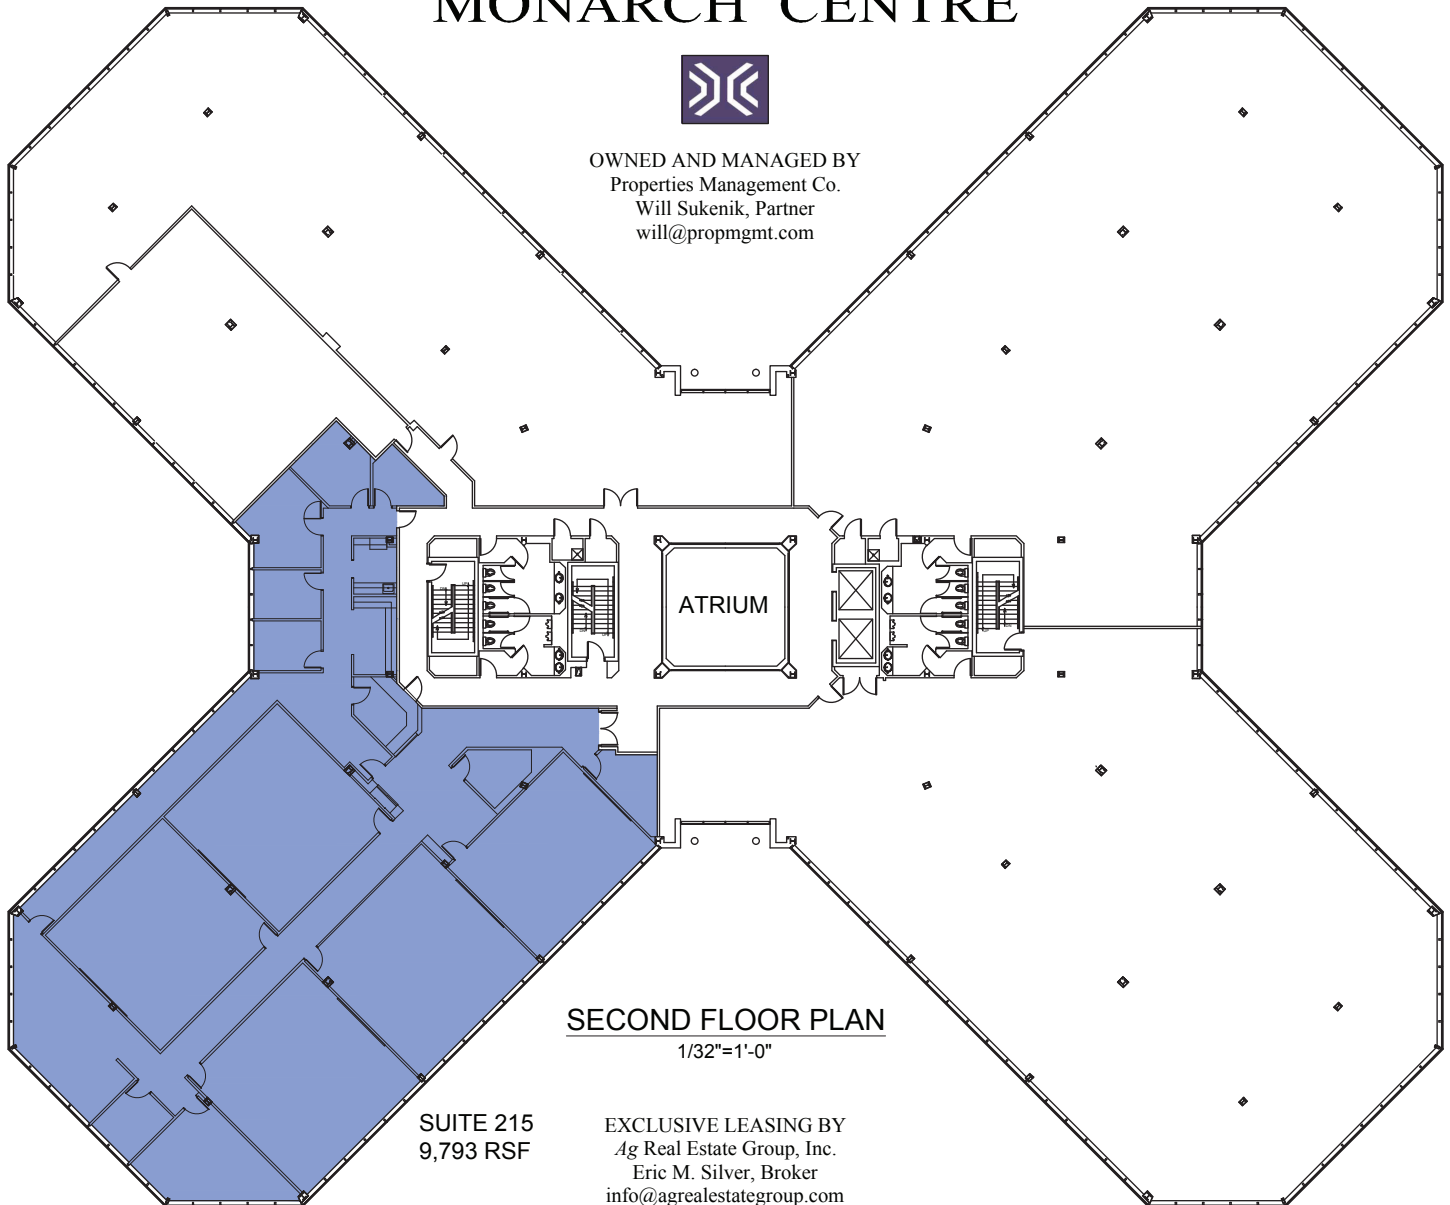 MONARCH CENTRE
OWNED AND MANAGED BY
Properties Management Co.
Will Sukenik, Partner
will@propmgmt.com
ATRIUM
SECOND FLOOR PLAN
1/32"=1'-0"
SUITE 215
9,793 RSF
EXCLUSIVE LEASING BY
Ag Real Estate Group, Inc.
Eric M. Silver, Broker
info@agrealestategroup.com